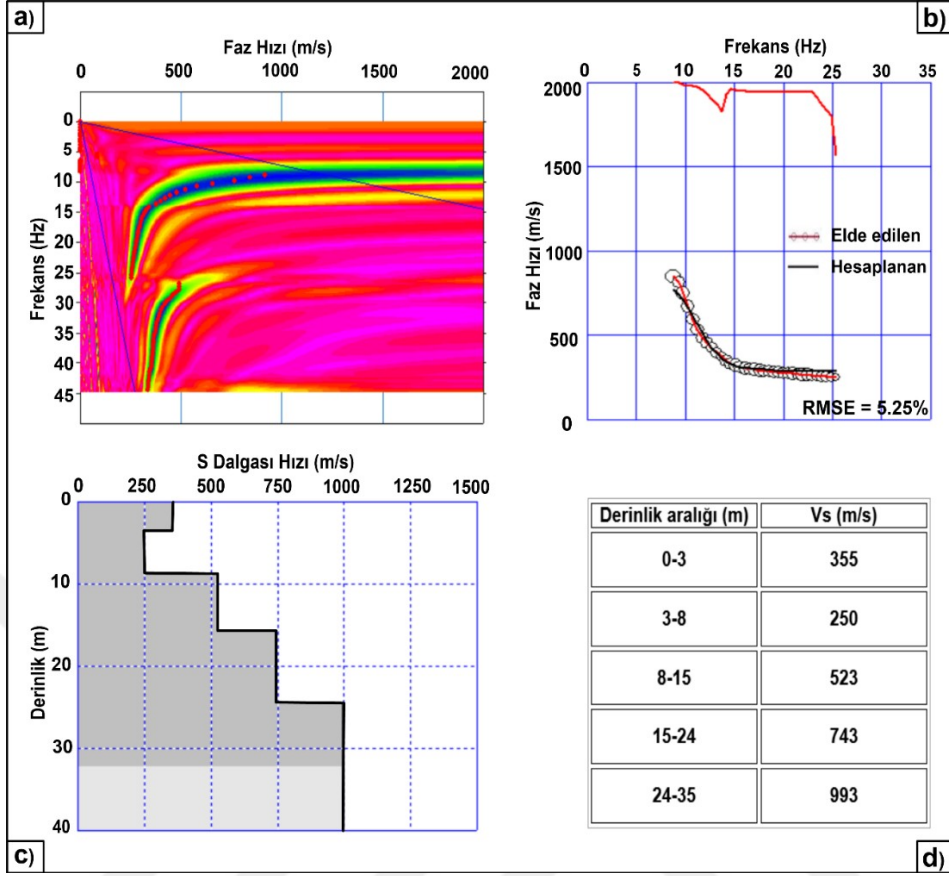 a)
Faz Hızı (m/s)
0 500 1000 1500 2000
Frekans (Hz)
0
5
10
15
20
25
30
35
40
45
b)
Frekans (Hz)
0 5 10 15 20 25 30 35
Faz Hızı (m/s)
2000
1500
1000
500
0
Elde edilen
Hesaplanan
RMSE = 5.25%
S Dalgası Hızı (m/s)
0 250 500 750 1000 1250 1500
Derinlik (m)
0
10
20
30
40
c)
Derinlik aralığı (m) Vs (m/s)
0-3 355
3-8 250
8-15 523
15-24 743
24-35 993
d)